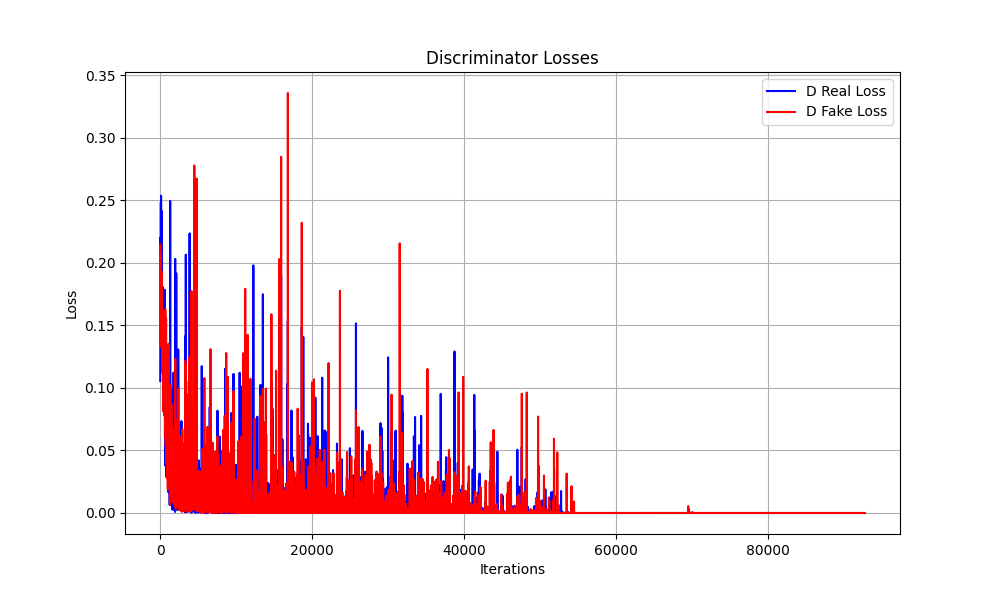 Discriminator Losses
0.35
0.30
0.25
0.20
0.15
0.10
0.05
0.00
Loss
D Real Loss
D Fake Loss
0 20000 40000 60000 80000
Iterations